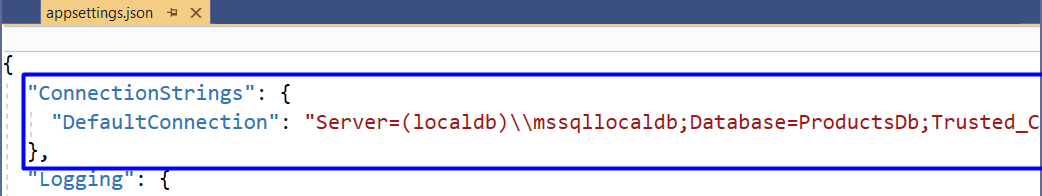 appsettings.json
{
"ConnectionStrings": {
"DefaultConnection": "Server=(localdb)\\mssqllocaldb;Database=ProductsDb;Trusted_C
},
"Logging": {